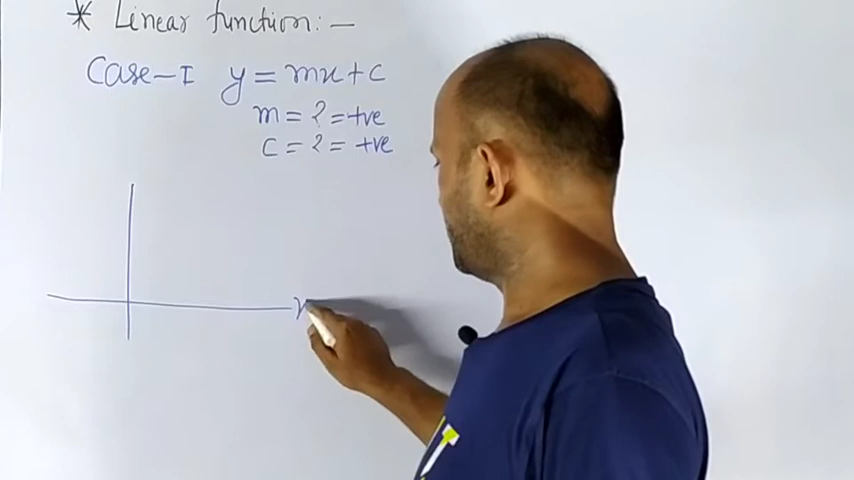 * Linear function:-
Case-I y = mx + c
m = ? = +ve
c = ? = +ve